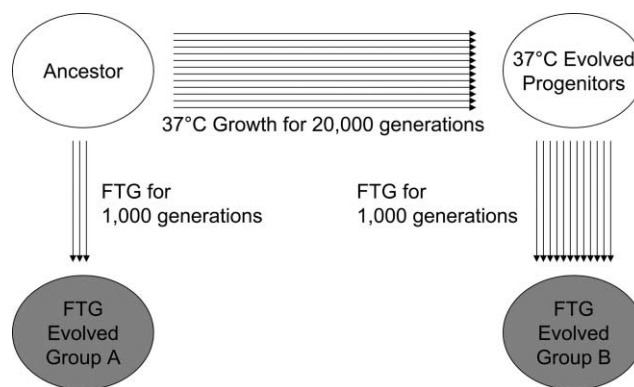 Ancestor
37°C Evolved
Progenitors
37°C Growth for 20,000 generations
FTG for
1,000 generations
FTG for
1,000 generations
FTG
Evolved
Group A
FTG
Evolved
Group B